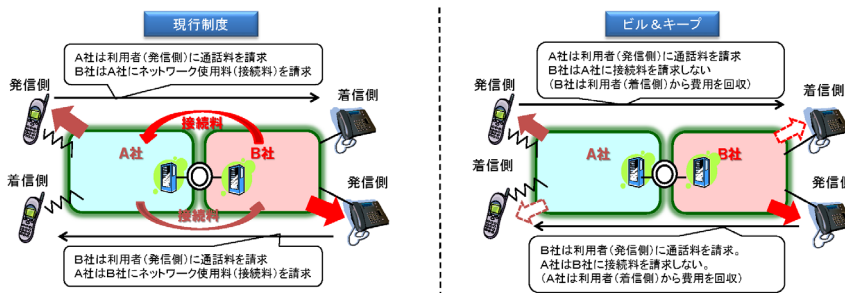 現行制度
A社は利用者(発信側)に通話料を請求
B社はA社にネットワーク使用料(接続料)を請求
発信側
着信側
接続料
A社
B社
着信側
発信側
接続料
B社は利用者(発信側)に通話料を請求
A社はB社にネットワーク使用料(接続料)を請求
ビル&キープ
A社は利用者(発信側)に通話料を請求
B社はA社に接続料を請求しない
(B社は利用者(着信側)から費用を回収)
発信側
着信側
A社
B社
着信側
発信側
B社は利用者(発信側)に通話料を請求。
A社はB社に接続料を請求しない。
(A社は利用者(着信側)から費用を回収)